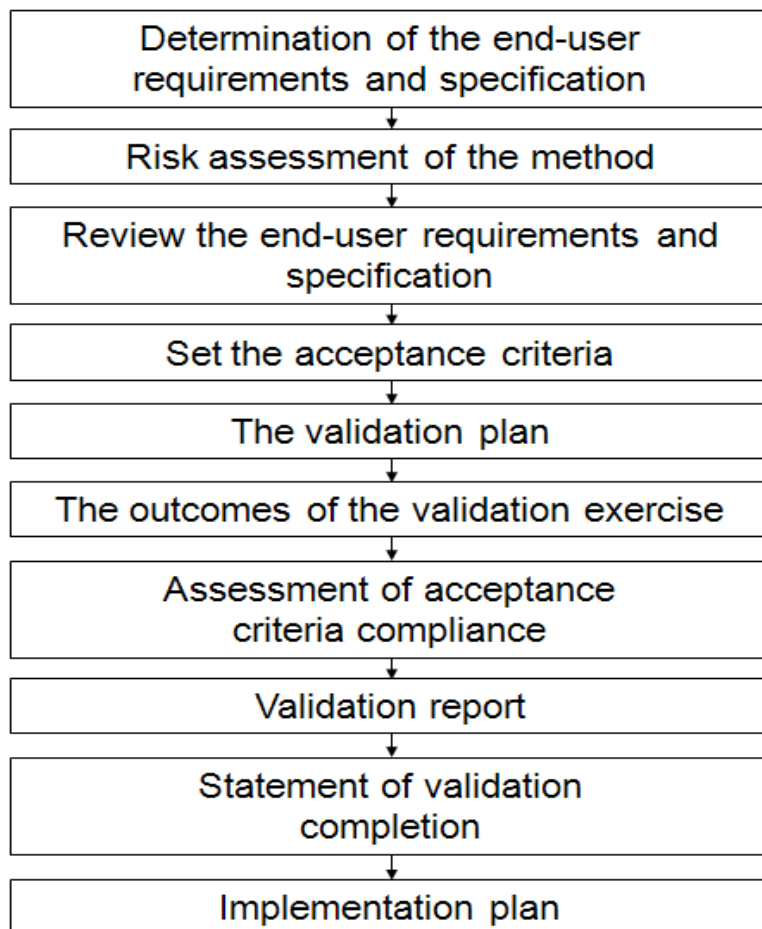 Determination of the end-user
requirements and specification
Risk assessment of the method
Review the end-user requirements and
specification
Set the acceptance criteria
The validation plan
The outcomes of the validation exercise
Assessment of acceptance
criteria compliance
Validation report
Statement of validation
completion
Implementation plan